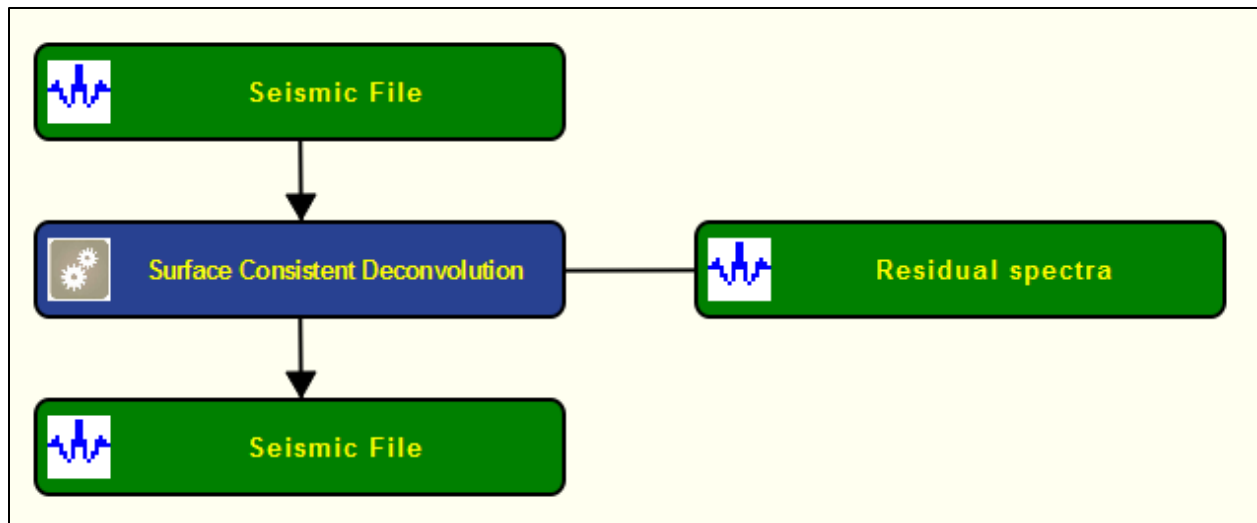 Seismic File
Surface Consistent Deconvolution
Residual spectra
Seismic File